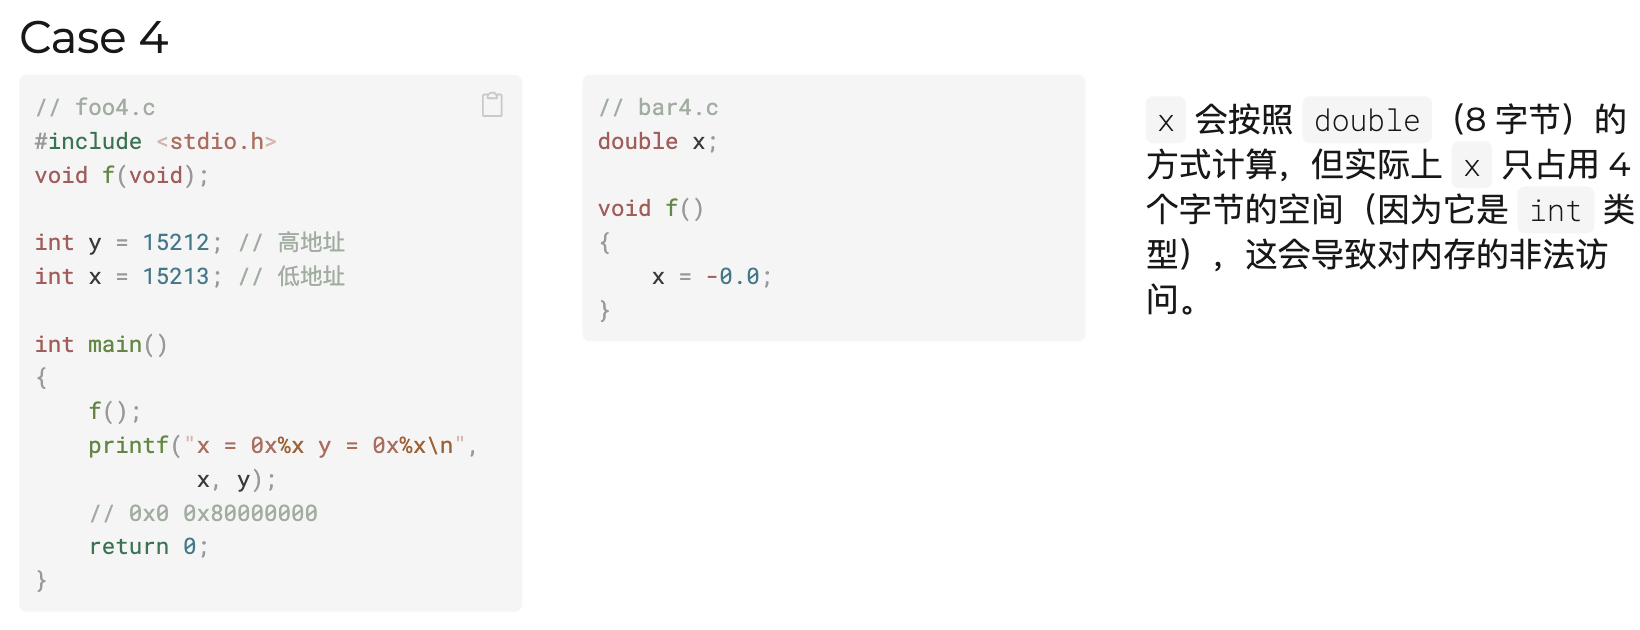 Case 4
// foo4.c
#include <stdio.h>
void f(void);
int y = 15212; // 高地址
int x = 15213; // 低地址
int main()
{
    f();
    printf("x = 0x%x y = 0x%x\n",
            x, y);
    // 0x0 0x80000000
    return 0;
}
// bar4.c
double x;
void f()
{
    x = -0.0;
}
x 会按照 double（8 字节）的
方式计算，但实际上 x 只占用 4
个字节的空间（因为它是 int 类
型），这会导致对内存的非法访
问。